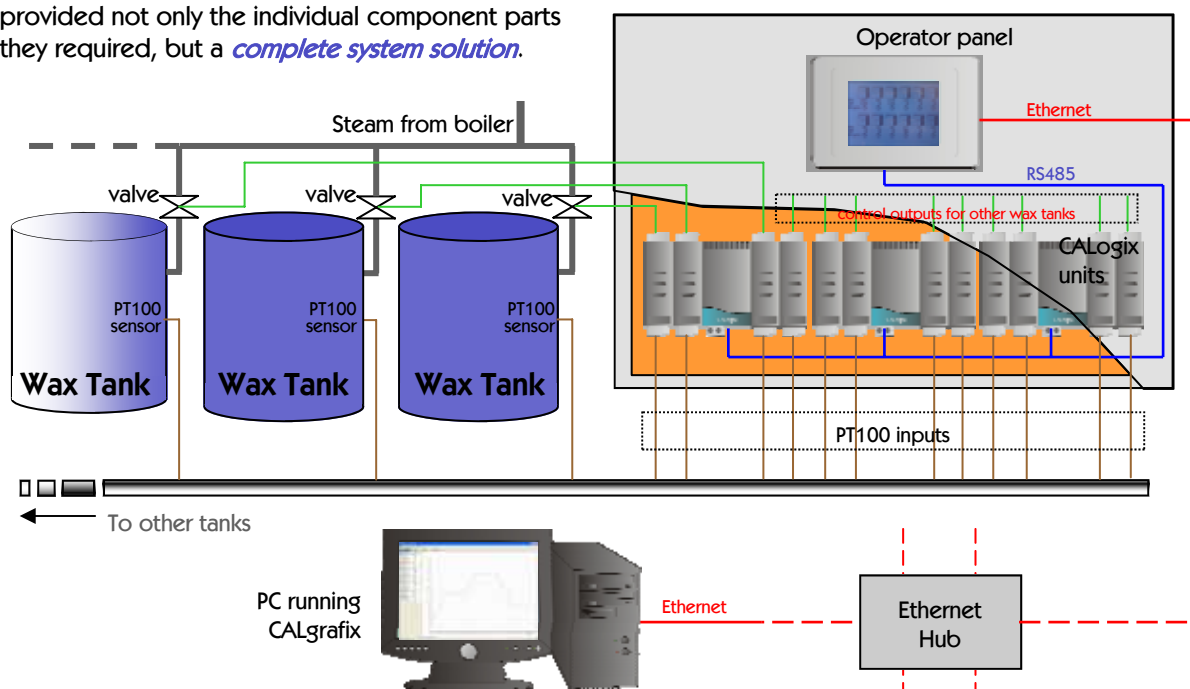 provided not only the individual component parts
they required, but a complete system solution.
Operator panel
Ethernet
Steam from boiler
RS485
valve
valve
valve
control outputs for other wax tanks
CALogix
units
PT100
sensor
PT100
sensor
PT100
sensor
Wax Tank
Wax Tank
Wax Tank
PT100 inputs
To other tanks
PC running
CALgrafix
Ethernet
Ethernet
Hub